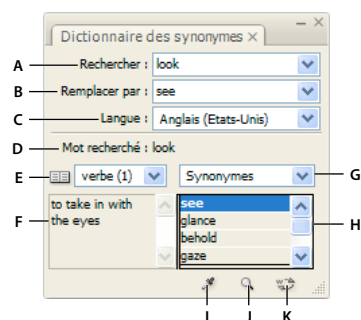 Dictionnaire des synonymes
A Rechercher : look
B Remplacer par : see
C Langue : Anglais (Etats-Unis)
D Mot recherché : look
E verbe (1) Synonymes G
F to take in with the eyes
see
glance
behold
gaze
H
I J K